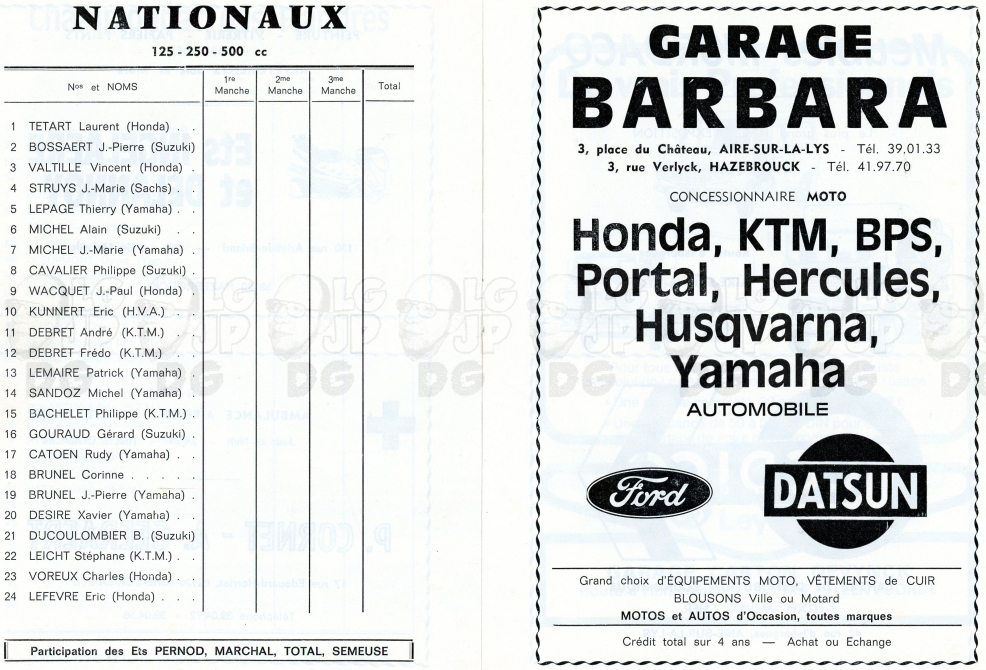 NATIONAUX
125 - 250 - 500 cc
Nos et NOMS
1re Manche
2me Manche
3me Manche
Total
1 TETART Laurent (Honda) . .
2 BOSSAERT J.-Pierre (Suzuki)
3 VALTILLE Vincent (Honda) .
4 STRUYS J.-Marie (Sachs) . .
5 LEPAGE Thierry (Yamaha) . .
6 MICHEL Alain (Suzuki) . .
7 MICHEL J.-Marie (Yamaha) .
8 CAVALIER Philippe (Suzuki) .
9 WACQUET J.-Paul (Honda) .
10 KUNNERT Eric (H.V.A.) . .
11 DEBRET André (K.T.M.) . .
12 DEBRET Frédo (K.T.M.) . .
13 LEMAIRE Patrick (Yamaha) .
14 SANDOZ Michel (Yamaha) .
15 BACHELET Philippe (K.T.M.) .
16 GOURAUD Gérard (Suzuki) .
17 CATOEN Rudy (Yamaha) . .
18 BRUNEL Corinne . . . . .
19 BRUNEL J.-Pierre (Yamaha) .
20 DESIRE Xavier (Yamaha) . .
21 DUCOULOMBIER B. (Suzuki)
22 LEICHT Stéphane (K.T.M.) . .
23 VOREUX Charles (Honda) . .
24 LEFEVRE Eric (Honda) . . .
Participation des Ets PERNOD, MARCHAL, TOTAL, SEMEUSE
GARAGE
BARBARA
3, place du Château, AIRE-SUR-LA-LYS - Tél. 39.01.33
3, rue Verlyck, HAZEBROUCK - Tél. 41.97.70
CONCESSIONNAIRE MOTO
Honda, KTM, BPS,
Portal, Hercules,
Husqvarna,
Yamaha
AUTOMOBILE
Ford
DATSUN
Grand choix d'ÉQUIPEMENTS MOTO, VÊTEMENTS de CUIR
BLOUSONS Ville ou Motard
MOTOS et AUTOS d'Occasion, toutes marques
Crédit total sur 4 ans — Achat ou Echange
LG JP DG